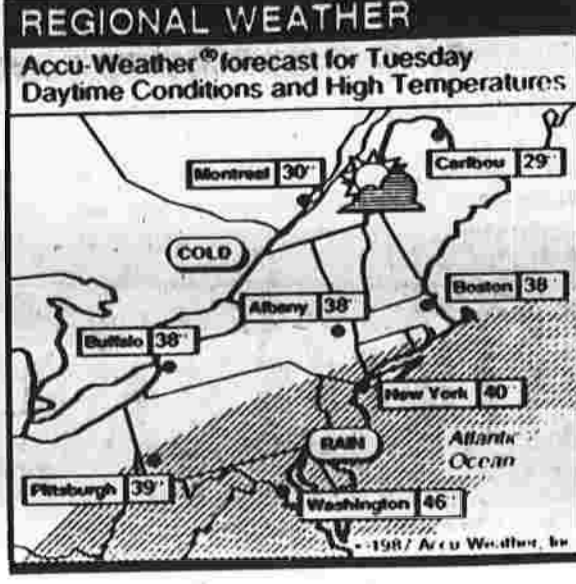 REGIONAL WEATHER
Accu-Weather® forecast for Tuesday
Daytime Conditions and High Temperatures
Montreal 30°
Caribou 29°
COLD
Albany 38°
Boston 38
Buffalo 38°
New York 40°
RAIN
Atlantic
Ocean
Pittsburgh 39°
Washington 46°
1987 Accu Weather, Inc